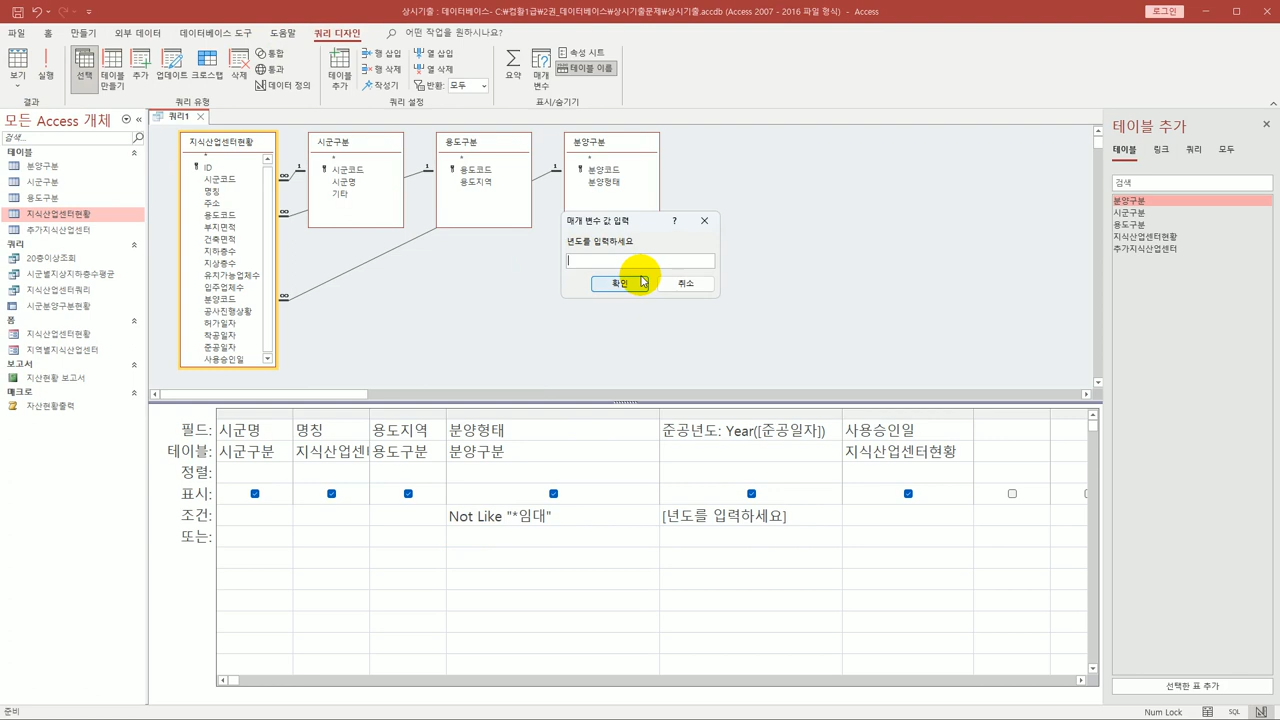 상시기술 : 데이터베이스- C:₩컴활1급₩2권_데이터베이스₩상시기출문제₩상시기출.accdb (Access 2007 - 2016 파일 형식) - Access
로그인
파일 홈 만들기 외부 데이터 데이터베이스 도구 도움말 쿼리 디자인 어떤 작업을 원하시나요?
보기 실행 선택 테이블 만들기 추가 업데이트 크로스탭 삭제 통합 통과 데이터 정의 테이블 추가 행 삽입 행 삭제 작성기 열 삽입 열 삭제 반환: 모두 요약 매개 변수 속성 시트 테이블 이름
결과 쿼리 유형 쿼리 설정 표시/숨기기
모든 Access 개체
검색...
테이블
분양구분
시군구분
용도구분
지식산업센터현황
추가지식산업센터
쿼리
20층이상조회
시군별지상지하층수평균
지식산업센터쿼리
시군분양구분현황
폼
지식산업센터현황
지역별지식산업센터
보고서
지산현황 보고서
매크로
자산현황출력
쿼리1
지식산업센터현황
*
ID
시군코드
명칭
주소
용도코드
부지면적
건축면적
지하층수
지상층수
유치가능업체수
입주업체수
분양코드
공사진행상황
허가일자
착공일자
준공일자
사용승인일
시군구분
*
시군코드
시군명
기타
용도구분
*
용도코드
용도지역
분양구분
*
분양코드
분양형태
1 1 1
매개 변수 값 입력 ?
년도를 입력하세요
확인 취소
필드: 시군명 명칭 용도지역 분양형태 준공년도: Year([준공일자]) 사용승인일
테이블: 시군구분 지식산업센 용도구분 분양구분 지식산업센터현황
정렬:
표시:
조건: Not Like "*임대" [년도를 입력하세요]
또는:
테이블 추가
테이블 링크 쿼리 모두
검색
분양구분
시군구분
용도구분
지식산업센터현황
추가지식산업센터
선택한 표 추가
준비
Num Lock SQL